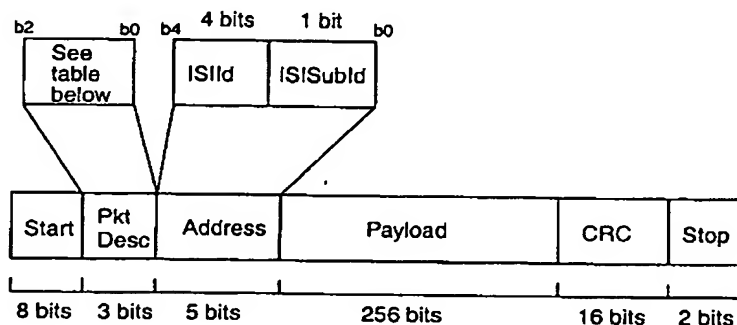 b2 b0 b4 4 bits 1 bit b0
See
table
below
ISIId ISISubId
Start Pkt
Desc Address Payload CRC Stop
8 bits 3 bits 5 bits 256 bits 16 bits 2 bits